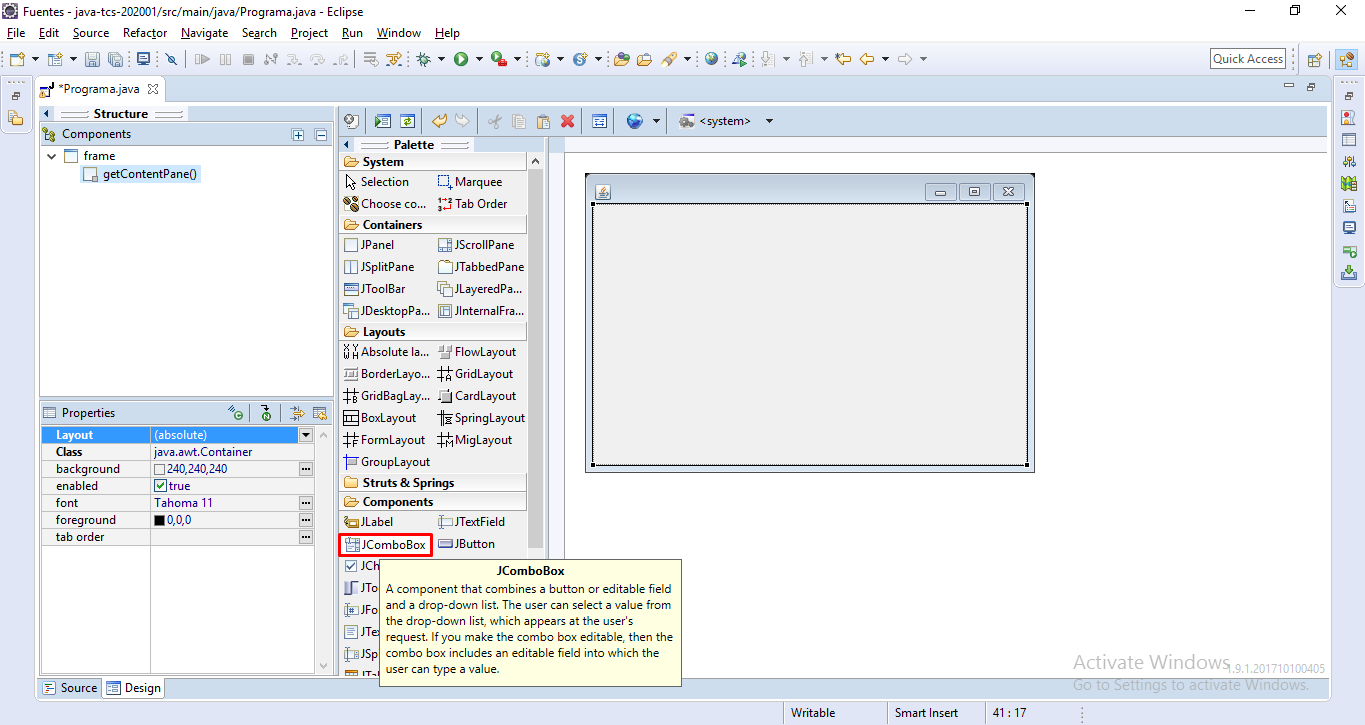 Fuentes - java-tcs-202001/src/main/java/Programa.java - Eclipse
File Edit Source Refactor Navigate Search Project Run Window Help
Quick Access
*Programa.java
Structure
Components
frame
getContentPane()
Properties
Layout (absolute)
Class java.awt.Container
background 240,240,240
enabled true
font Tahoma 11
foreground 0,0,0
tab order
<system>
Palette
System
Selection Marquee
Choose co... Tab Order
Containers
JPanel JScrollPane
JSplitPane JTabbedPane
JToolBar JLayeredPa...
JDesktopPa... JInternalFra...
Layouts
Absolute la... FlowLayout
BorderLayo... GridLayout
GridBagLay... CardLayout
BoxLayout SpringLayout
FormLayout MigLayout
GroupLayout
Struts & Springs
Components
JLabel JTextField
JComboBox JButton
JCh
JTo
JFo
JTex
JSpi
JTab
JComboBox
A component that combines a button or editable field
and a drop-down list. The user can select a value from
the drop-down list, which appears at the user's
request. If you make the combo box editable, then the
combo box includes an editable field into which the
user can type a value.
Activate Windows
1.9.1.201710100405
Go to Settings to activate Windows.
Source Design
Writable Smart Insert 41 : 17